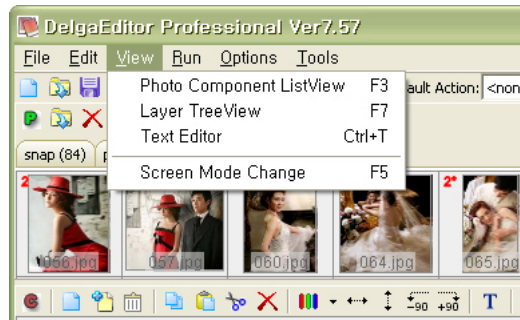 DelgaEditor Professional Ver7.57
File Edit View Run Options Tools
Photo Component ListView F3
ault Action: <non
Layer TreeView F7
Text Editor Ctrl+T
snap (84)
Screen Mode Change F5
2
2*
056.jpg 057.jpg 060.jpg 064.jpg 065.jpg
C -90 +90 T